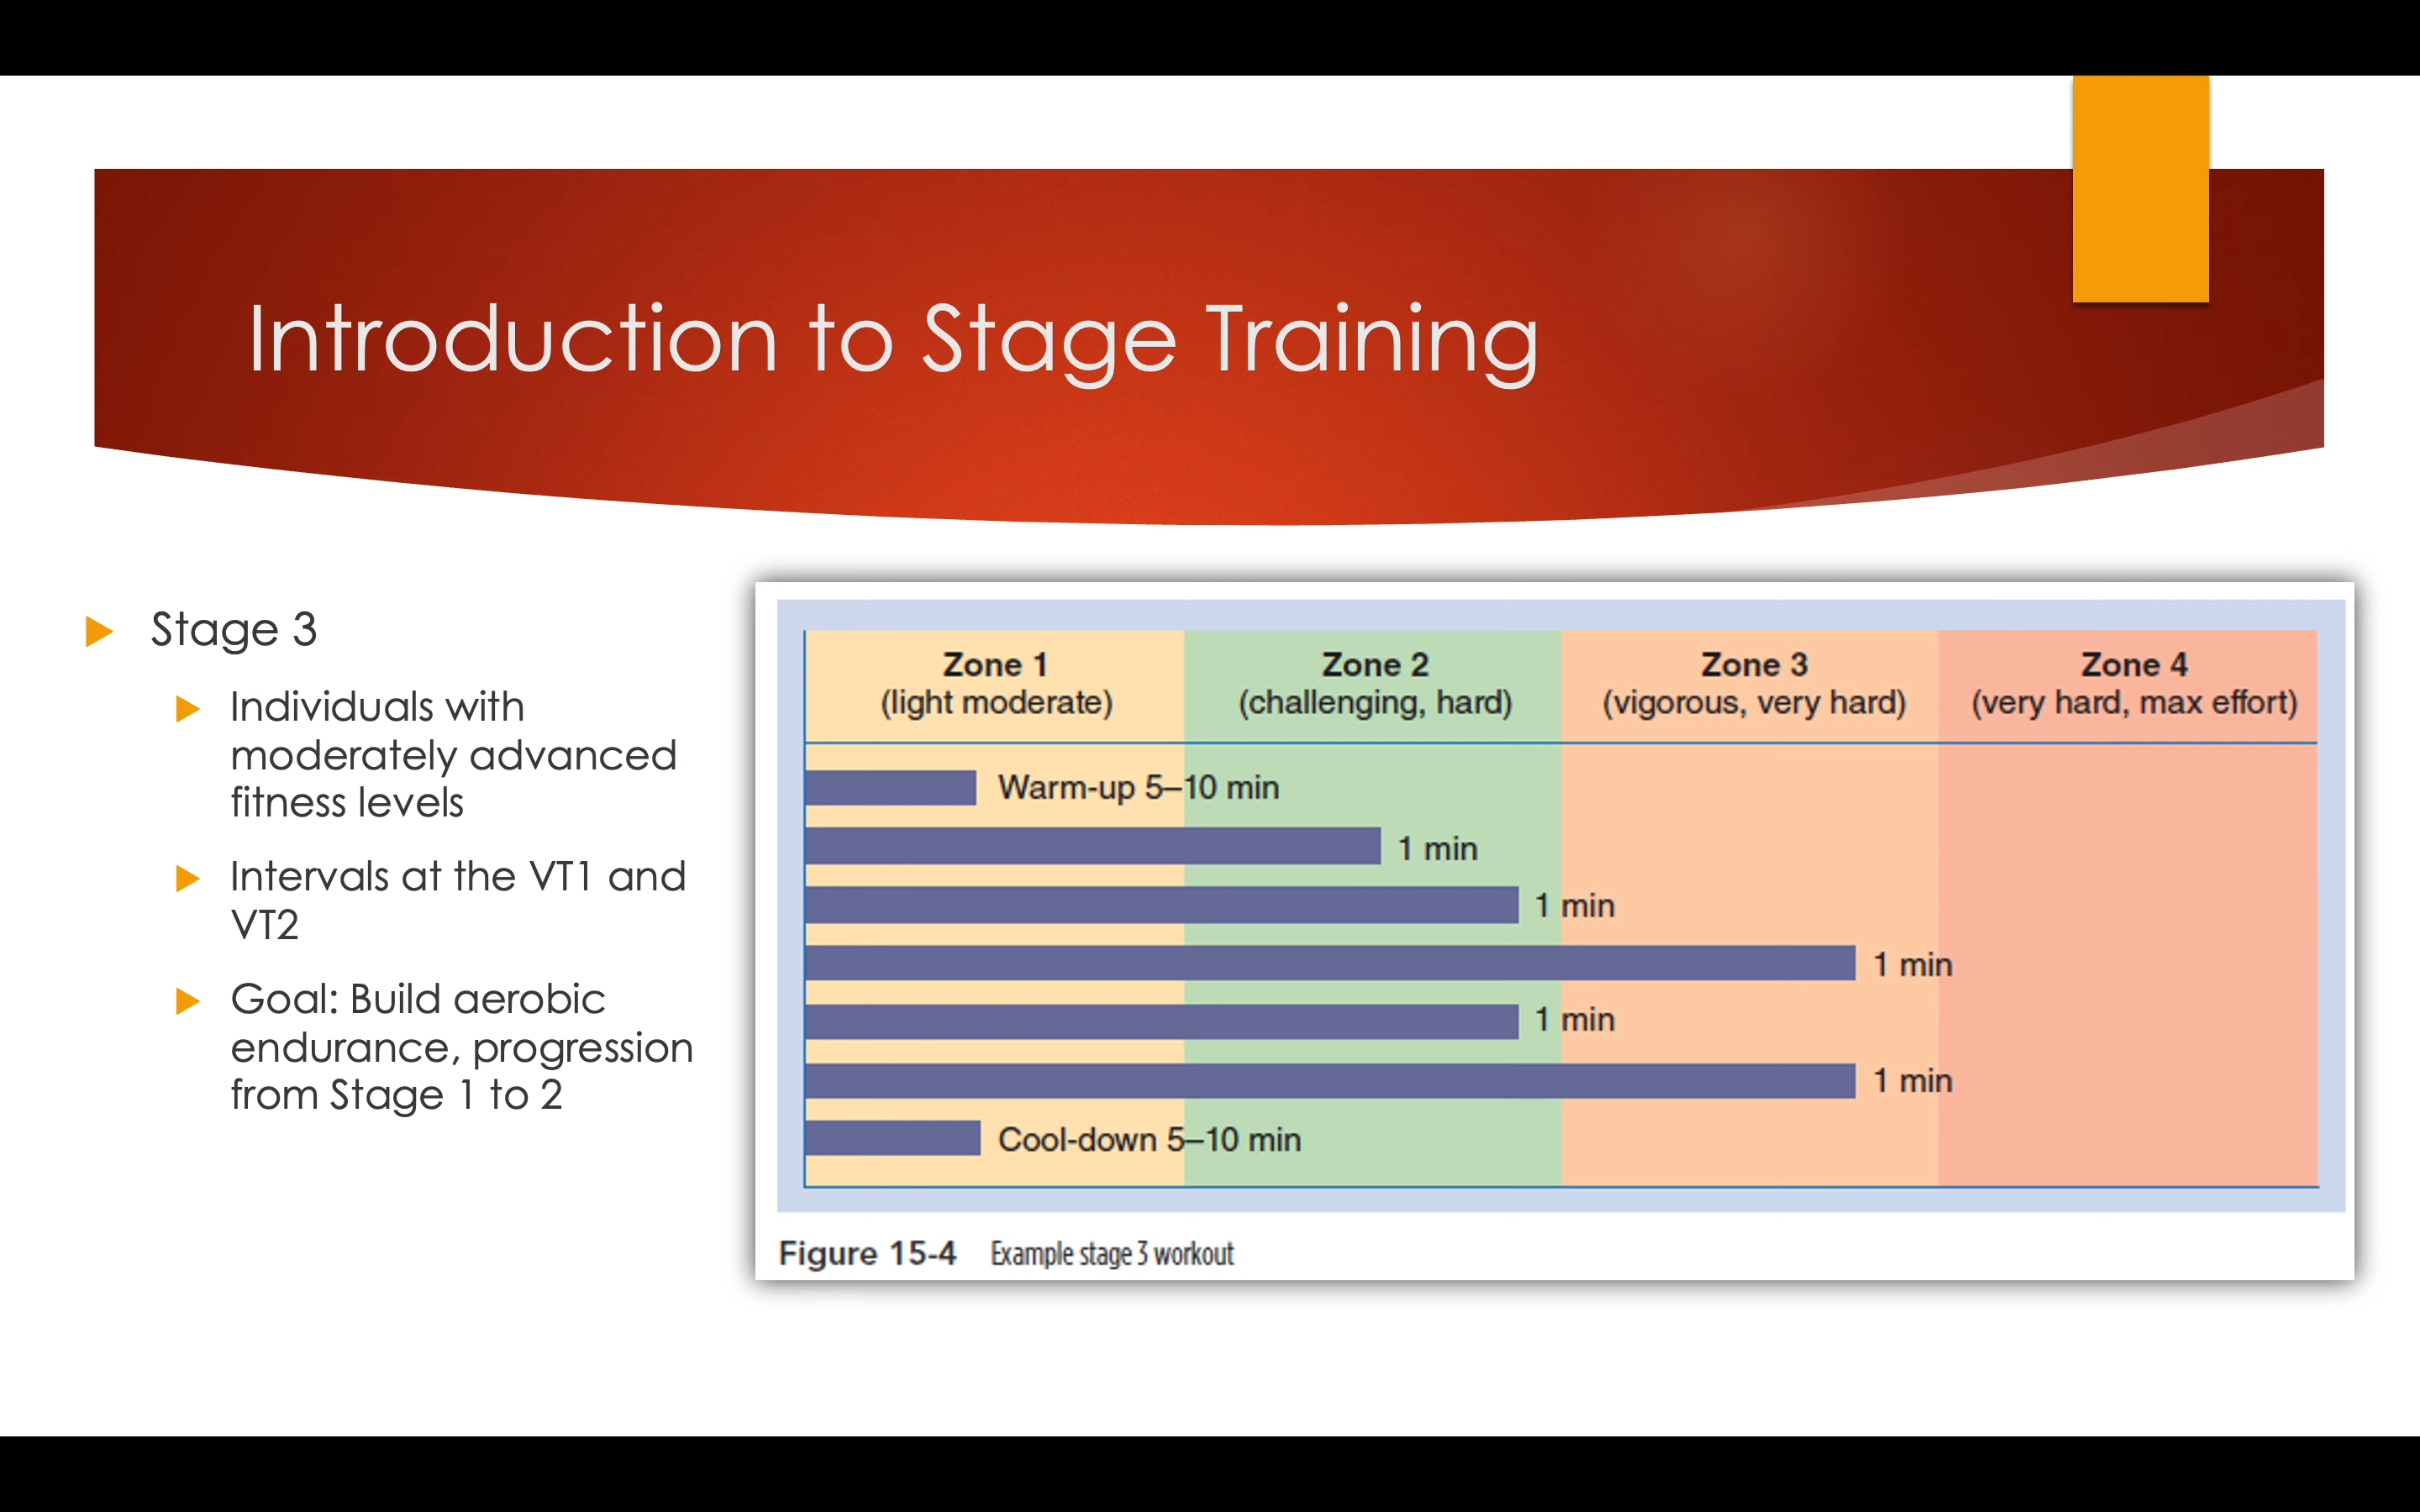 Introduction to Stage Training
Stage 3
Individuals with
moderately advanced
fitness levels
Intervals at the VT1 and
VT2
Goal: Build aerobic
endurance, progression
from Stage 1 to 2
Zone 1
(light moderate)
Zone 2
(challenging, hard)
Zone 3
(vigorous, very hard)
Zone 4
(very hard, max effort)
Warm-up 5–10 min
1 min
1 min
1 min
1 min
1 min
Cool-down 5–10 min
Figure 15-4 Example stage 3 workout